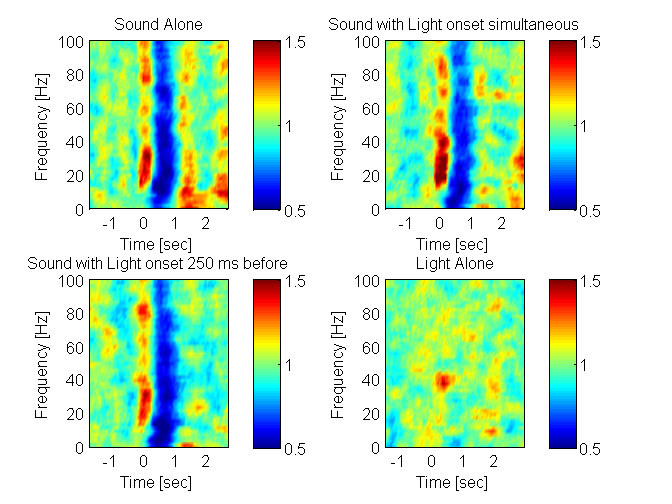 Sound Alone
100
80
60
40
20
0
Frequency [Hz]
-1 0 1 2
Time [sec]
1.5
1
0.5
Sound with Light onset simultaneous
100
80
60
40
20
0
Frequency [Hz]
-1 0 1 2
Time [sec]
1.5
1
0.5
Sound with Light onset 250 ms before
100
80
60
40
20
0
Frequency [Hz]
-1 0 1 2
Time [sec]
1.5
1
0.5
Light Alone
100
80
60
40
20
0
Frequency [Hz]
-1 0 1 2
Time [sec]
1.5
1
0.5